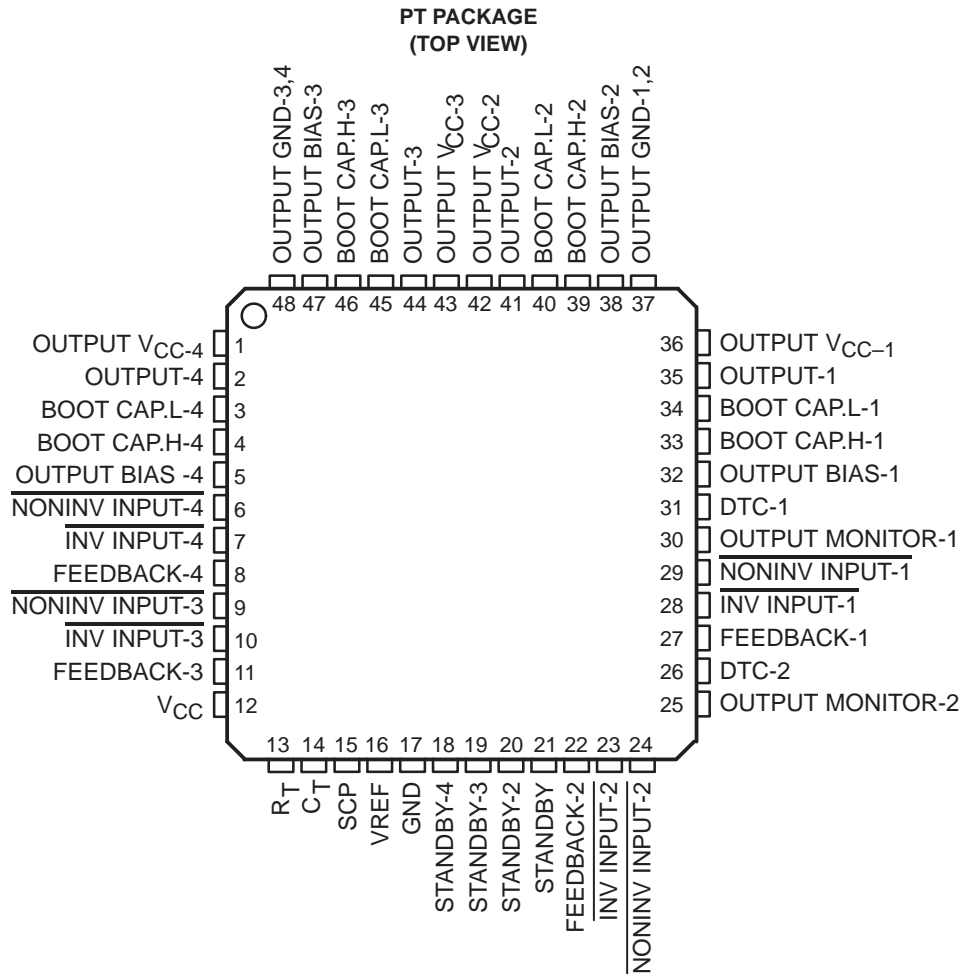 PT PACKAGE
(TOP VIEW)
OUTPUT GND-3,4
OUTPUT BIAS-3
BOOT CAP.H-3
BOOT CAP.L-3
OUTPUT-3
OUTPUT VCC-3
OUTPUT VCC-2
OUTPUT-2
BOOT CAP.L-2
BOOT CAP.H-2
OUTPUT BIAS-2
OUTPUT GND-1,2
48 47 46 45 44 43 42 41 40 39 38 37
OUTPUT VCC-4 1
OUTPUT-4 2
BOOT CAP.L-4 3
BOOT CAP.H-4 4
OUTPUT BIAS -4 5
NONINV INPUT-4 6
INV INPUT-4 7
FEEDBACK-4 8
NONINV INPUT-3 9
INV INPUT-3 10
FEEDBACK-3 11
VCC 12
36 OUTPUT VCC–1
35 OUTPUT-1
34 BOOT CAP.L-1
33 BOOT CAP.H-1
32 OUTPUT BIAS-1
31 DTC-1
30 OUTPUT MONITOR-1
29 NONINV INPUT-1
28 INV INPUT-1
27 FEEDBACK-1
26 DTC-2
25 OUTPUT MONITOR-2
13 14 15 16 17 18 19 20 21 22 23 24
RT
CT
SCP
VREF
GND
STANDBY-4
STANDBY-3
STANDBY-2
STANDBY
FEEDBACK-2
INV INPUT-2
NONINV INPUT-2